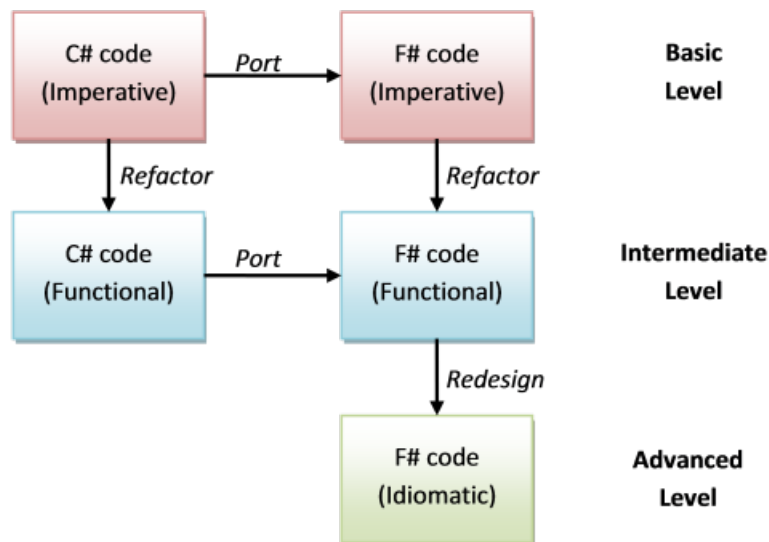 C# code
(Imperative)
Port
F# code
(Imperative)
Basic
Level
Refactor
Refactor
C# code
(Functional)
Port
F# code
(Functional)
Intermediate
Level
Redesign
F# code
(Idiomatic)
Advanced
Level